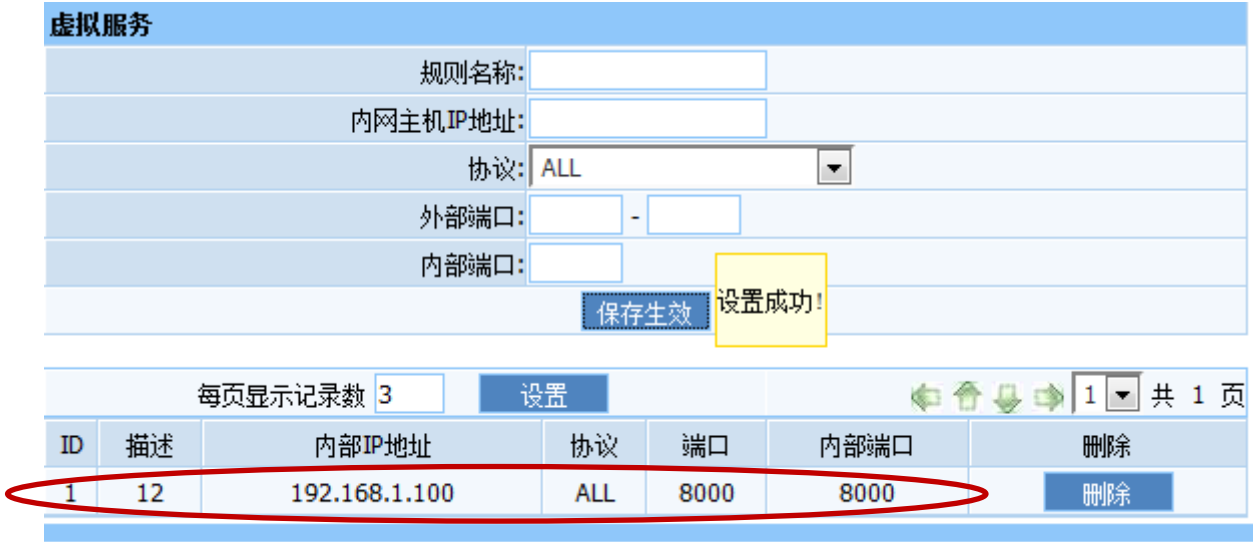 虚拟服务
规则名称:
内网主机IP地址:
协议: ALL
外部端口: -
内部端口:
保存生效 设置成功!
每页显示记录数 3 设置 1 共 1 页
ID 描述 内部IP地址 协议 端口 内部端口 删除
1 12 192.168.1.100 ALL 8000 8000 删除